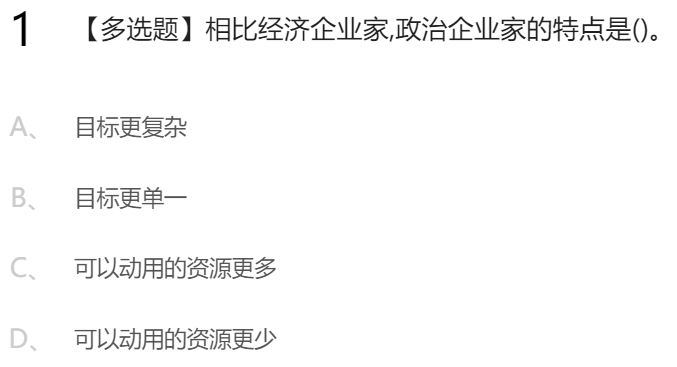 1 【多选题】相比经济企业家,政治企业家的特点是()。
A、 目标更复杂
B、 目标更单一
C、 可以动用的资源更多
D、 可以动用的资源更少